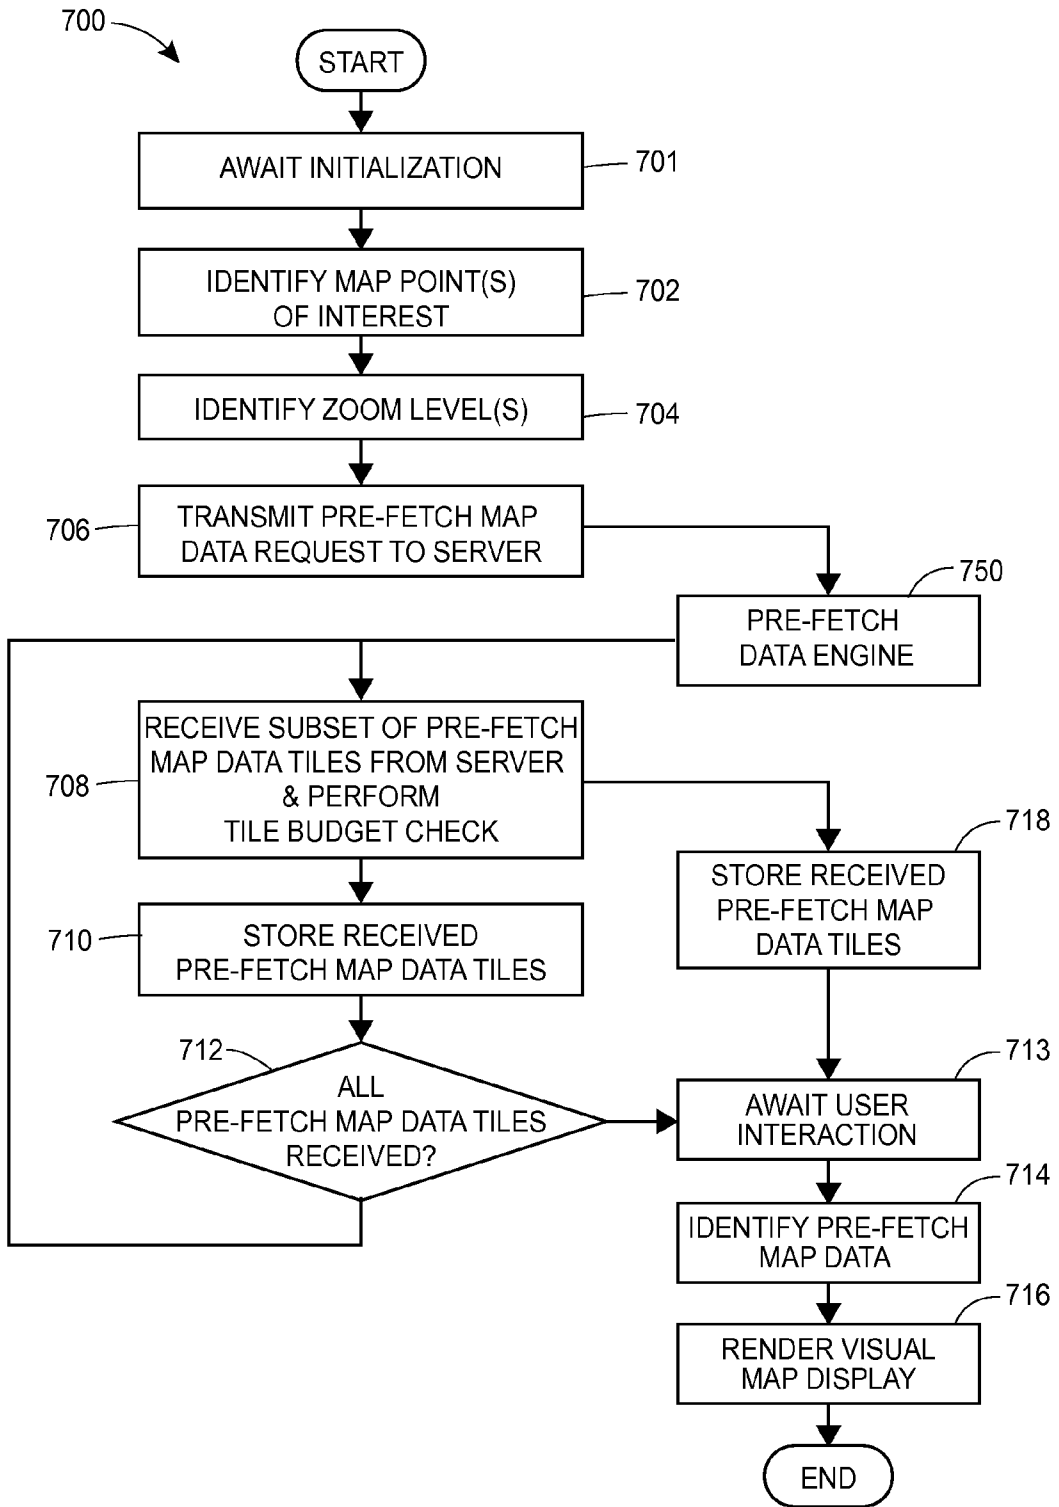 700
START
AWAIT INITIALIZATION
701
IDENTIFY MAP POINT(S)
OF INTEREST
702
IDENTIFY ZOOM LEVEL(S)
704
706
TRANSMIT PRE-FETCH MAP
DATA REQUEST TO SERVER
750
PRE-FETCH
DATA ENGINE
708
RECEIVE SUBSET OF PRE-FETCH
MAP DATA TILES FROM SERVER
& PERFORM
TILE BUDGET CHECK
718
STORE RECEIVED
PRE-FETCH MAP
DATA TILES
710
STORE RECEIVED
PRE-FETCH MAP DATA TILES
712
ALL
PRE-FETCH MAP DATA TILES
RECEIVED?
713
AWAIT USER
INTERACTION
714
IDENTIFY PRE-FETCH
MAP DATA
716
RENDER VISUAL
MAP DISPLAY
END